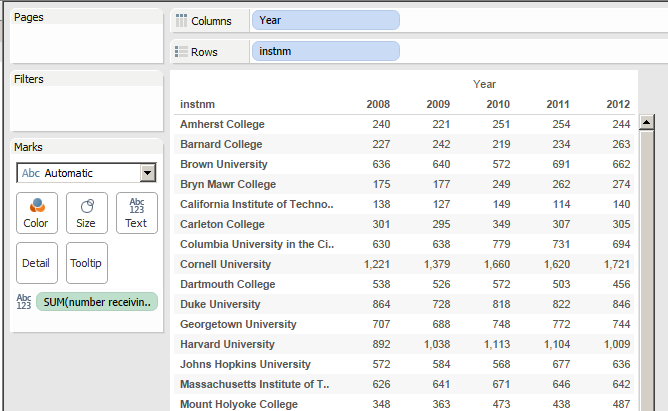 Pages
Columns Year
Rows instnm
Filters
Year
instnm 2008 2009 2010 2011 2012
Amherst College 240 221 251 254 244
Barnard College 227 242 219 234 263
Brown University 636 640 572 691 662
Bryn Mawr College 175 177 249 262 274
California Institute of Techno.. 138 127 149 114 140
Carleton College 301 295 349 307 305
Columbia University in the Ci.. 630 638 779 731 694
Cornell University 1,221 1,379 1,660 1,620 1,721
Dartmouth College 538 526 572 503 456
Duke University 864 728 818 822 846
Georgetown University 707 688 748 772 744
Harvard University 892 1,038 1,113 1,104 1,009
Johns Hopkins University 572 584 568 677 636
Massachusetts Institute of T.. 626 641 671 646 642
Mount Holyoke College 348 363 473 438 487
Marks
Abc Automatic
Abc
123
Color Size Text
Detail Tooltip
Abc
123 SUM(number receivin..